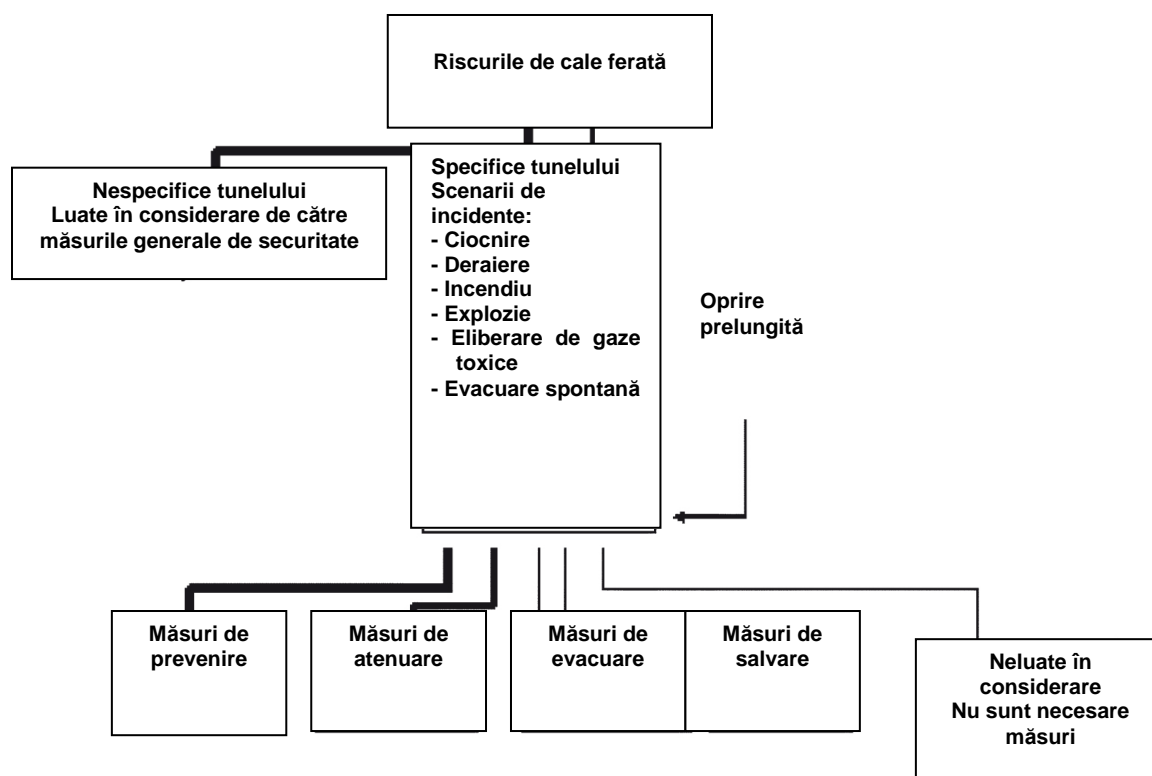 Riscurile de cale ferată
Nespecifice tunelului
Luate în considerare de către
măsurile generale de securitate
Specifice tunelului
Scenarii de
incidente:
- Ciocnire
- Deraiere
- Incendiu
- Explozie
- Eliberare de gaze
toxice
- Evacuare spontană
Oprire
prelungită
Măsuri de
prevenire
Măsuri de
atenuare
Măsuri de
evacuare
Măsuri de
salvare
Neluate în
considerare
Nu sunt necesare
măsuri